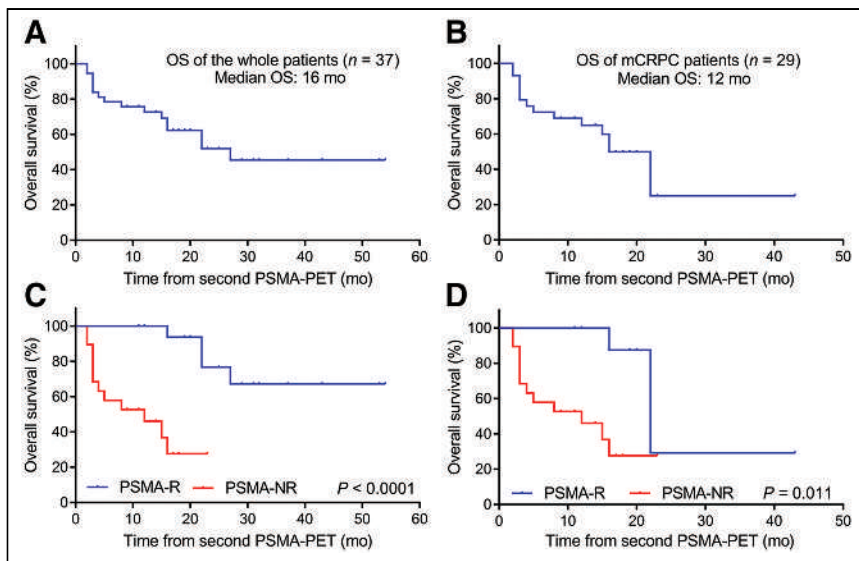 A
OS of the whole patients (n = 37)
Median OS: 16 mo
Overall survival (%)
100
80
60
40
20
0
0 10 20 30 40 50 60
Time from second PSMA-PET (mo)
B
OS of mCRPC patients (n = 29)
Median OS: 12 mo
Overall survival (%)
100
80
60
40
20
0
0 10 20 30 40 50
Time from second PSMA-PET (mo)
C
Overall survival (%)
100
80
60
40
20
0
PSMA-R PSMA-NR P < 0.0001
0 10 20 30 40 50 60
Time from second PSMA-PET (mo)
D
Overall survival (%)
100
80
60
40
20
0
PSMA-R PSMA-NR P = 0.011
0 10 20 30 40 50
Time from second PSMA-PET (mo)